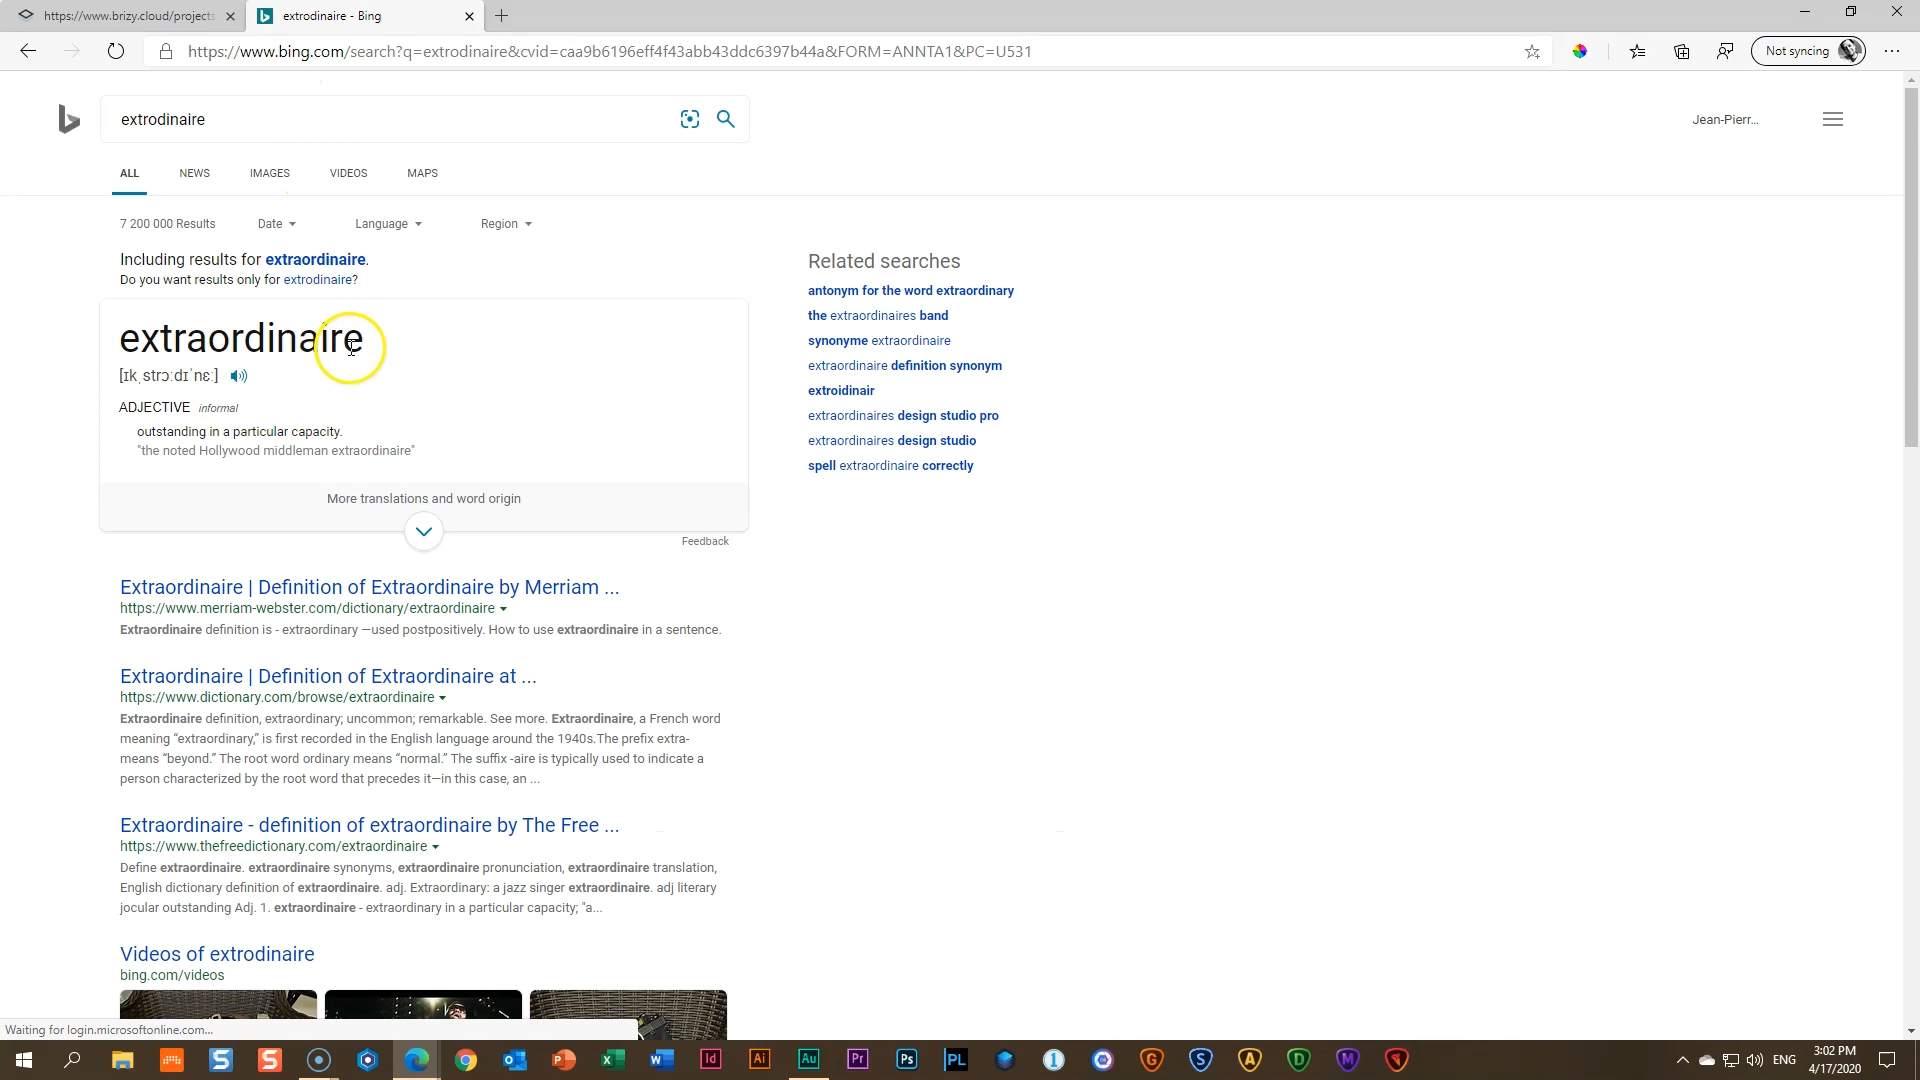 https://www.brizy.cloud/projects
extrodinaire - Bing
https://www.bing.com/search?q=extrodinaire&cvid=caa9b6196eff4f43abb43ddc6397b44a&FORM=ANNTA1&PC=U531
Not syncing
extrodinaire
Jean-Pierr...
ALL NEWS IMAGES VIDEOS MAPS
7 200 000 Results Date Language Region
Including results for extraordinaire.
Do you want results only for extrodinaire?
extraordinaire
[ɪkˌstrɔːdɪˈnɛː]
ADJECTIVE informal
outstanding in a particular capacity.
"the noted Hollywood middleman extraordinaire"
More translations and word origin
Feedback
Related searches
antonym for the word extraordinary
the extraordinaires band
synonyme extraordinaire
extraordinaire definition synonym
extroidinair
extraordinaires design studio pro
extraordinaires design studio
spell extraordinaire correctly
Extraordinaire | Definition of Extraordinaire by Merriam ...
https://www.merriam-webster.com/dictionary/extraordinaire
Extraordinaire definition is - extraordinary —used postpositively. How to use extraordinaire in a sentence.
Extraordinaire | Definition of Extraordinaire at ...
https://www.dictionary.com/browse/extraordinaire
Extraordinaire definition, extraordinary; uncommon; remarkable. See more. Extraordinaire, a French word
meaning “extraordinary,” is first recorded in the English language around the 1940s.The prefix extra-
means “beyond.” The root word ordinary means “normal.” The suffix -aire is typically used to indicate a
person characterized by the root word that precedes it—in this case, an ...
Extraordinaire - definition of extraordinaire by The Free ...
https://www.thefreedictionary.com/extraordinaire
Define extraordinaire. extraordinaire synonyms, extraordinaire pronunciation, extraordinaire translation,
English dictionary definition of extraordinaire. adj. Extraordinary: a jazz singer extraordinaire. adj literary
jocular outstanding Adj. 1. extraordinaire - extraordinary in a particular capacity; "a...
Videos of extrodinaire
bing.com/videos
Waiting for login.microsoftonline.com...
S S P X W Id Ai Au Pr Ps PL 1 G S A D M
ENG
3:02 PM
4/17/2020